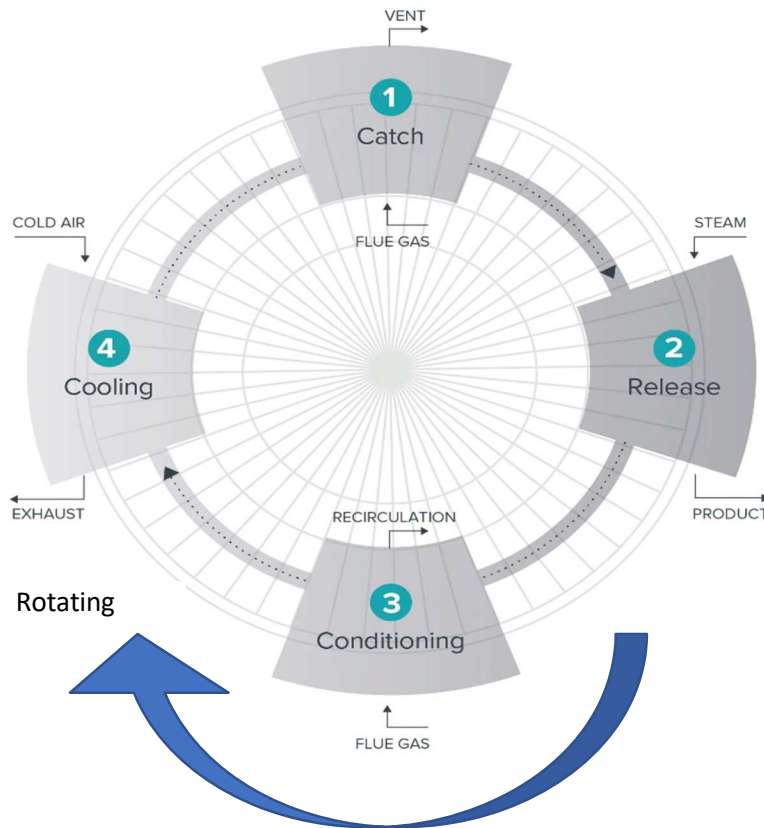 VENT
1
Catch
FLUE GAS
COLD AIR
STEAM
4
Cooling
2
Release
EXHAUST
PRODUCT
RECIRCULATION
3
Conditioning
Rotating
FLUE GAS